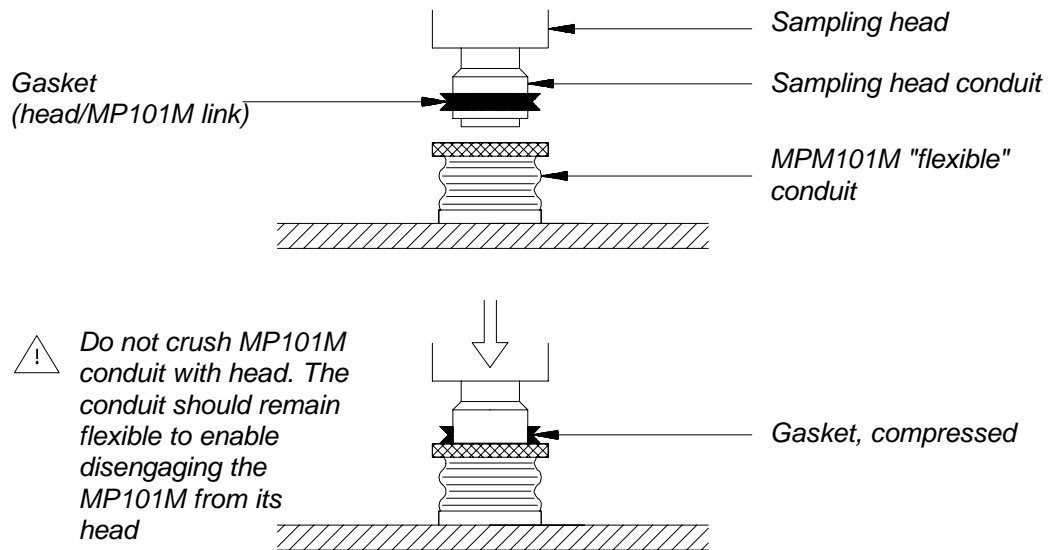 Sampling head
Gasket
(head/MP101M link)
Sampling head conduit
MPM101M "flexible"
conduit
!
Do not crush MP101M
conduit with head. The
conduit should remain
flexible to enable
disengaging the
MP101M from its
head
Gasket, compressed